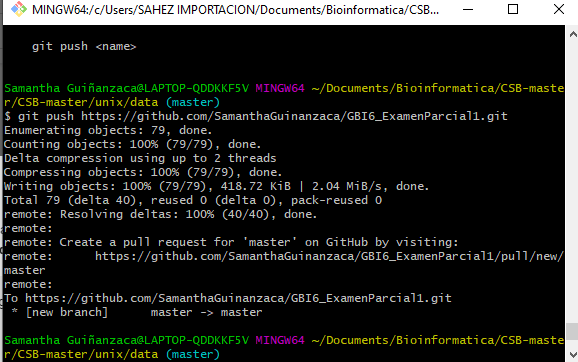 MINGW64:/c/Users/SAHEZ IMPORTACION/Documents/Bioinformatica/CSB...
git push <name>
Samantha Guiñanzaca@LAPTOP-QDDKKF5V MINGW64 ~/Documents/Bioinformatica/CSB-maste
r/CSB-master/unix/data (master)
$ git push https://github.com/SamanthaGuinanzaca/GBI6_ExamenParcial1.git
Enumerating objects: 79, done.
Counting objects: 100% (79/79), done.
Delta compression using up to 2 threads
Compressing objects: 100% (79/79), done.
Writing objects: 100% (79/79), 418.72 KiB | 2.04 MiB/s, done.
Total 79 (delta 40), reused 0 (delta 0), pack-reused 0
remote: Resolving deltas: 100% (40/40), done.
remote:
remote: Create a pull request for 'master' on GitHub by visiting:
remote:      https://github.com/SamanthaGuinanzaca/GBI6_ExamenParcial1/pull/new/
master
remote:
To https://github.com/SamanthaGuinanzaca/GBI6_ExamenParcial1.git
 * [new branch]      master -> master
Samantha Guiñanzaca@LAPTOP-QDDKKF5V MINGW64 ~/Documents/Bioinformatica/CSB-maste
r/CSB-master/unix/data (master)